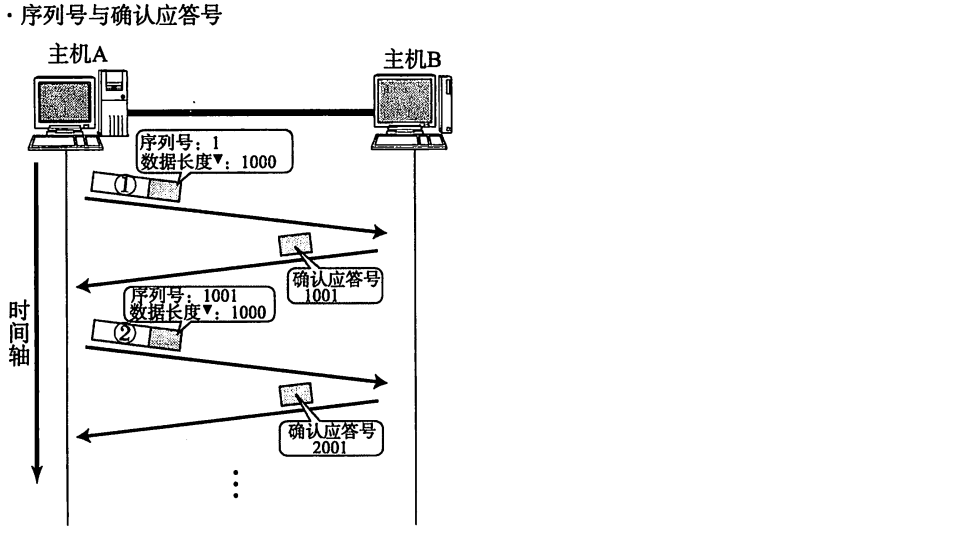 ·序列号与确认应答号
主机A
主机B
序列号：1
数据长度▼：1000
①
确认应答号
1001
序列号：1001
数据长度▼：1000
②
确认应答号
2001
时间轴